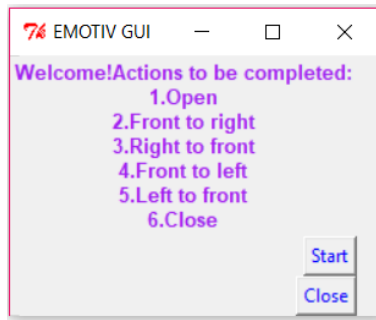 EMOTIV GUI
Welcome!Actions to be completed:
1.Open
2.Front to right
3.Right to front
4.Front to left
5.Left to front
6.Close
Start
Close